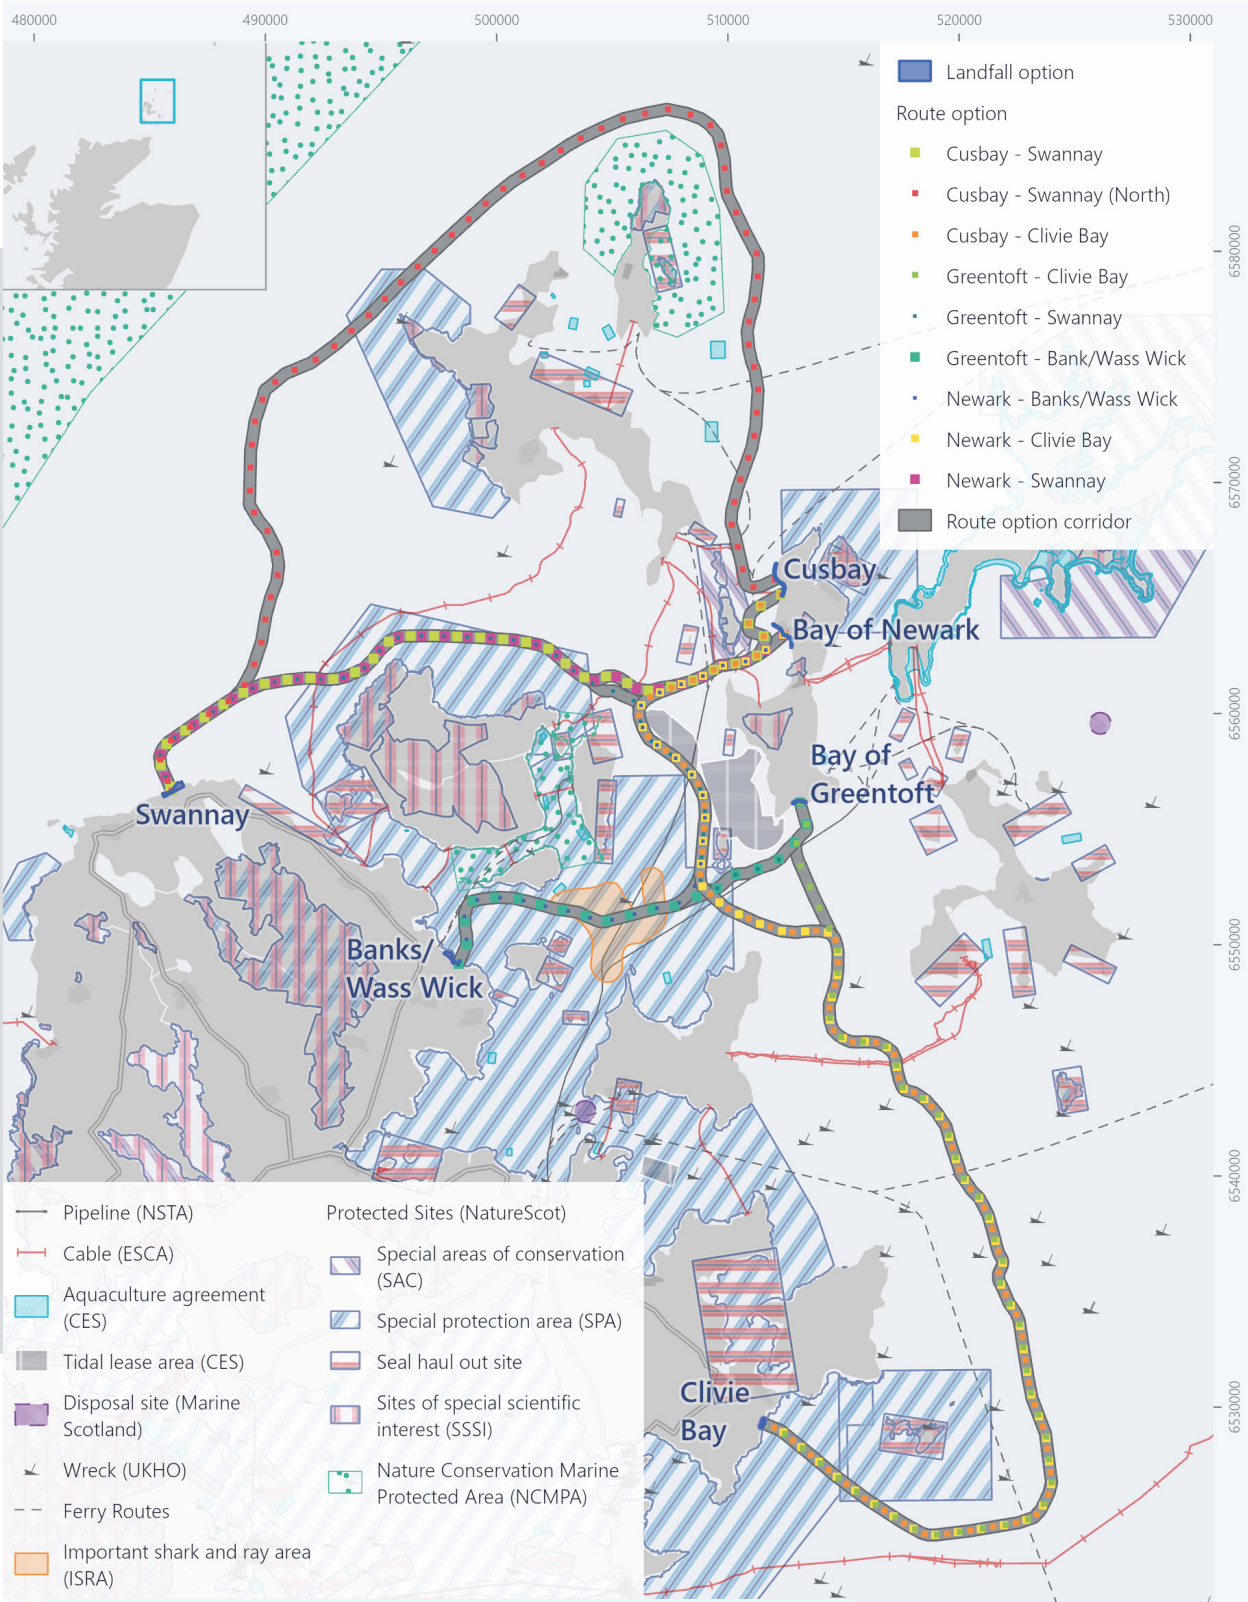 480000
490000
500000
510000
520000
530000
6580000
6570000
6560000
6550000
6540000
6530000
Landfall option
Route option
Cusbay - Swannay
Cusbay - Swannay (North)
Cusbay - Clivie Bay
Greentoft - Clivie Bay
Greentoft - Swannay
Greentoft - Bank/Wass Wick
Newark - Banks/Wass Wick
Newark - Clivie Bay
Newark - Swannay
Route option corridor
Cusbay
Bay of Newark
Bay of
Greentoft
Swannay
Banks/
Wass Wick
Clivie
Bay
Pipeline (NSTA)
Cable (ESCA)
Aquaculture agreement
(CES)
Tidal lease area (CES)
Disposal site (Marine
Scotland)
Wreck (UKHO)
Ferry Routes
Important shark and ray area
(ISRA)
Protected Sites (NatureScot)
Special areas of conservation
(SAC)
Special protection area (SPA)
Seal haul out site
Sites of special scientific
interest (SSSI)
Nature Conservation Marine
Protected Area (NCMPA)